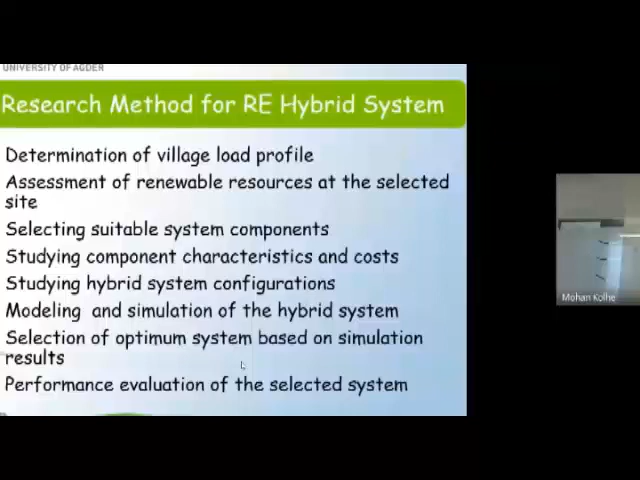 UNIVERSITY OF AGDER
Research Method for RE Hybrid System
Determination of village load profile
Assessment of renewable resources at the selected
site
Selecting suitable system components
Studying component characteristics and costs
Studying hybrid system configurations
Modeling and simulation of the hybrid system
Selection of optimum system based on simulation
results
Performance evaluation of the selected system
Mohan Kolhe